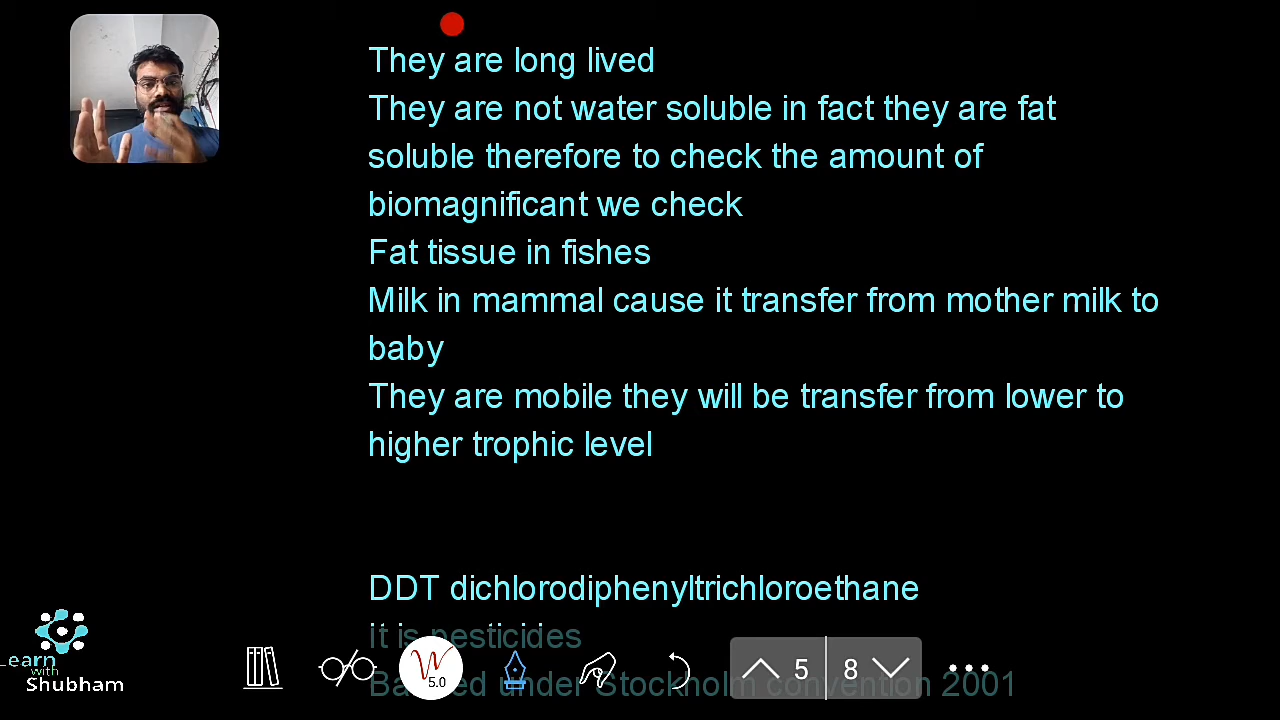 They are long lived
They are not water soluble in fact they are fat
soluble therefore to check the amount of
biomagnificant we check
Fat tissue in fishes
Milk in mammal cause it transfer from mother milk to
baby
They are mobile they will be transfer from lower to
higher trophic level
DDT dichlorodiphenyltrichloroethane
it is pesticides
Banned under Stockholm convention 2001
Learn
with
Shubham
5.0
5
8